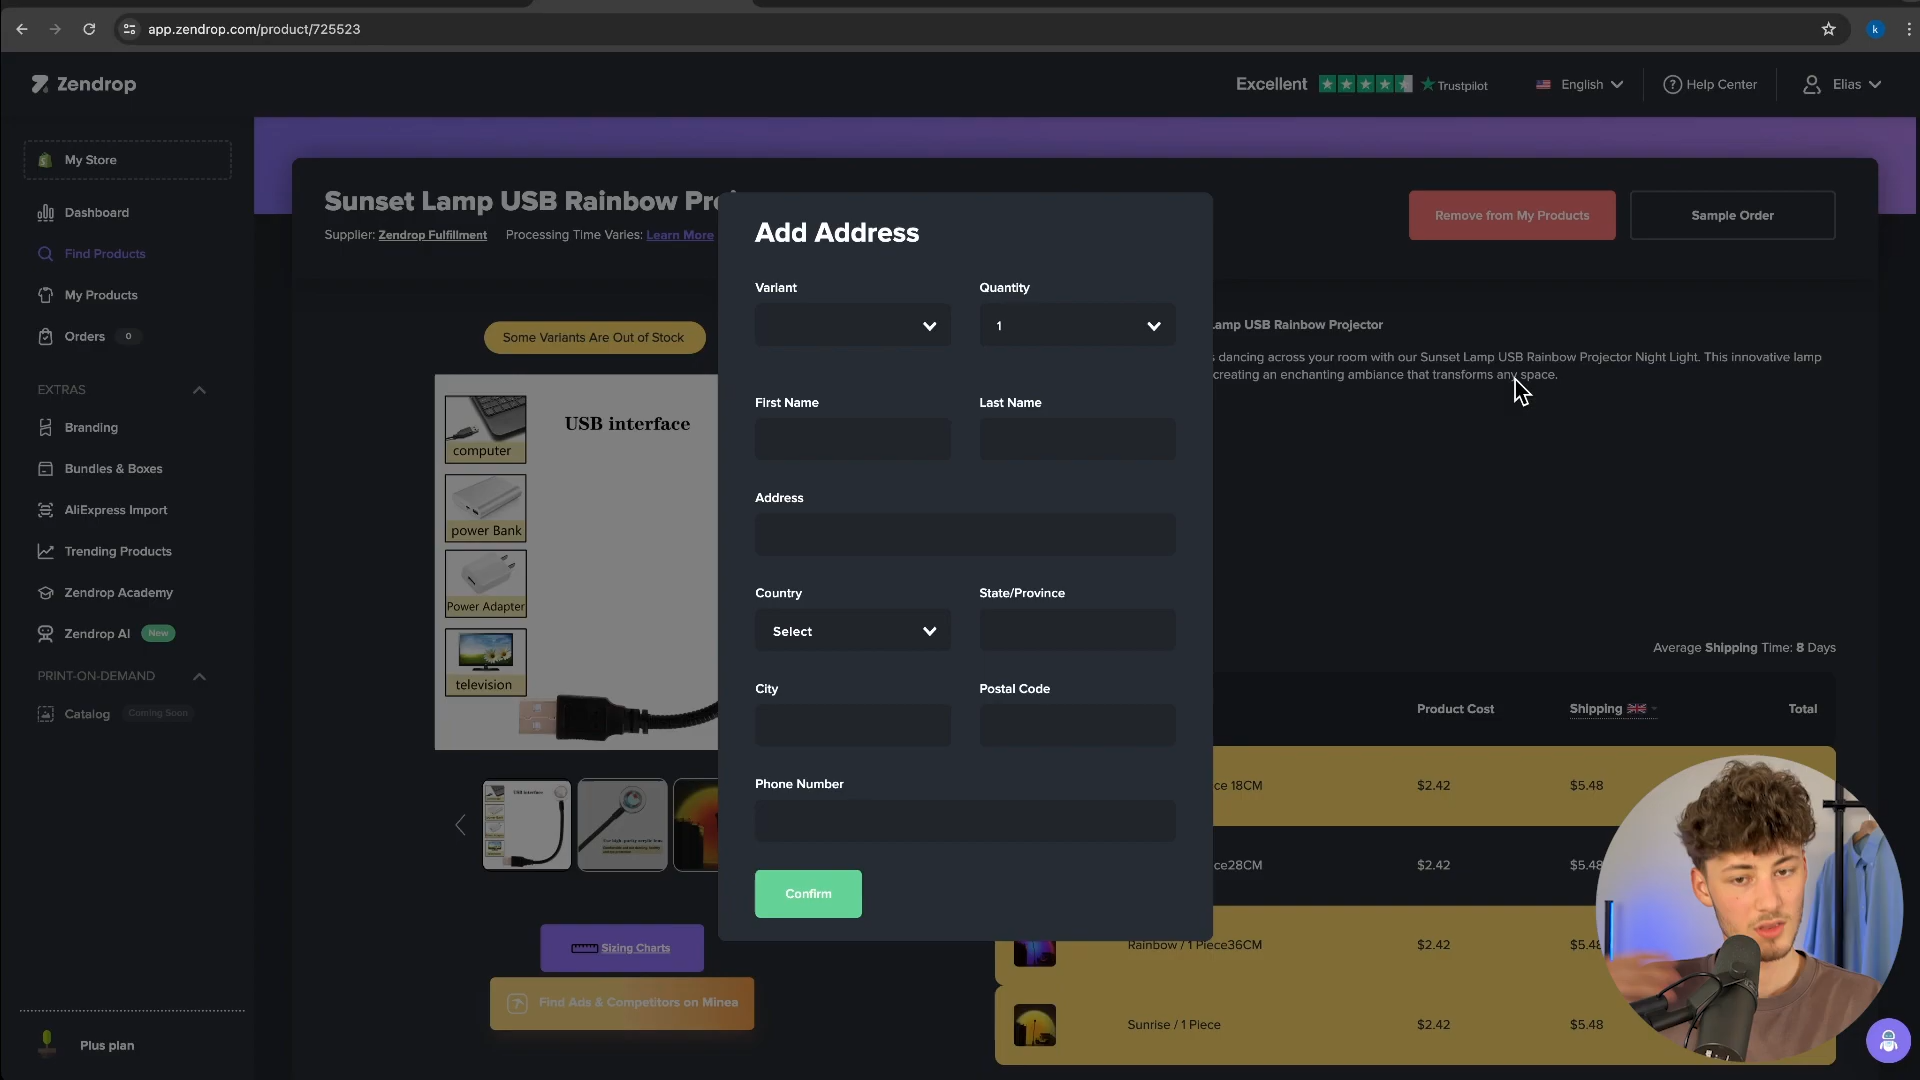 app.zendrop.com/product/725523
k
Zendrop
Excellent
Trustpilot
English
Help Center
Elias
My Store
Dashboard
Find Products
My Products
Orders 0
EXTRAS
Branding
Bundles & Boxes
AliExpress Import
Trending Products
Zendrop Academy
Zendrop AI New
PRINT-ON-DEMAND
Catalog Coming Soon
Plus plan
Sunset Lamp USB Rainbow
Supplier: Zendrop Fulfillment Processing Time Varies: Learn More
Remove from My Products
Sample Order
Some Variants Are Out of Stock
USB interface
computer
power Bank
Power Adapter
television
Sizing Charts
Find Ads & Competitors on Minea
Add Address
Variant
Quantity
1
First Name
Last Name
Address
Country
State/Province
Select
City
Postal Code
Phone Number
Confirm
Lamp USB Rainbow Projector
dancing across your room with our Sunset Lamp USB Rainbow Projector Night Light. This innovative lamp
creating an enchanting ambiance that transforms any space.
Average Shipping Time: 8 Days
Product Cost Shipping Total
18CM $2.42 $5.48
28CM $2.42 $5.48
Rainbow / 1 Piece36CM $2.42
Sunrise / 1 Piece $2.42 $5.48